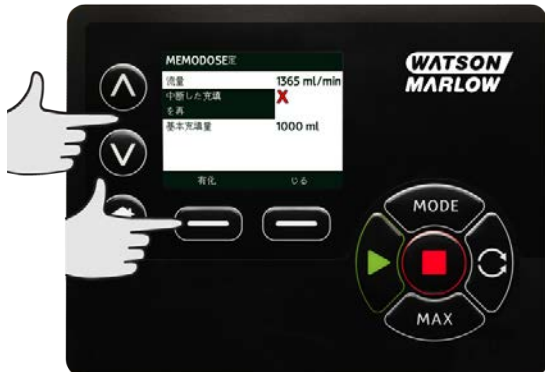 MEMODOSE定
流量 1365 ml/min
中断した充填 X
を再
基本充填量 1000 ml
有化 じる
WATSON
MARLOW
MODE
MAX